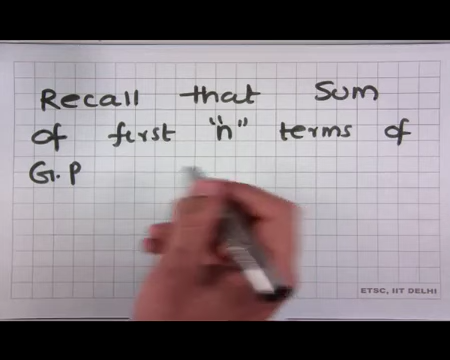 Recall that Sum
of first "n" terms of
G.P
ETSC, IIT DELHI